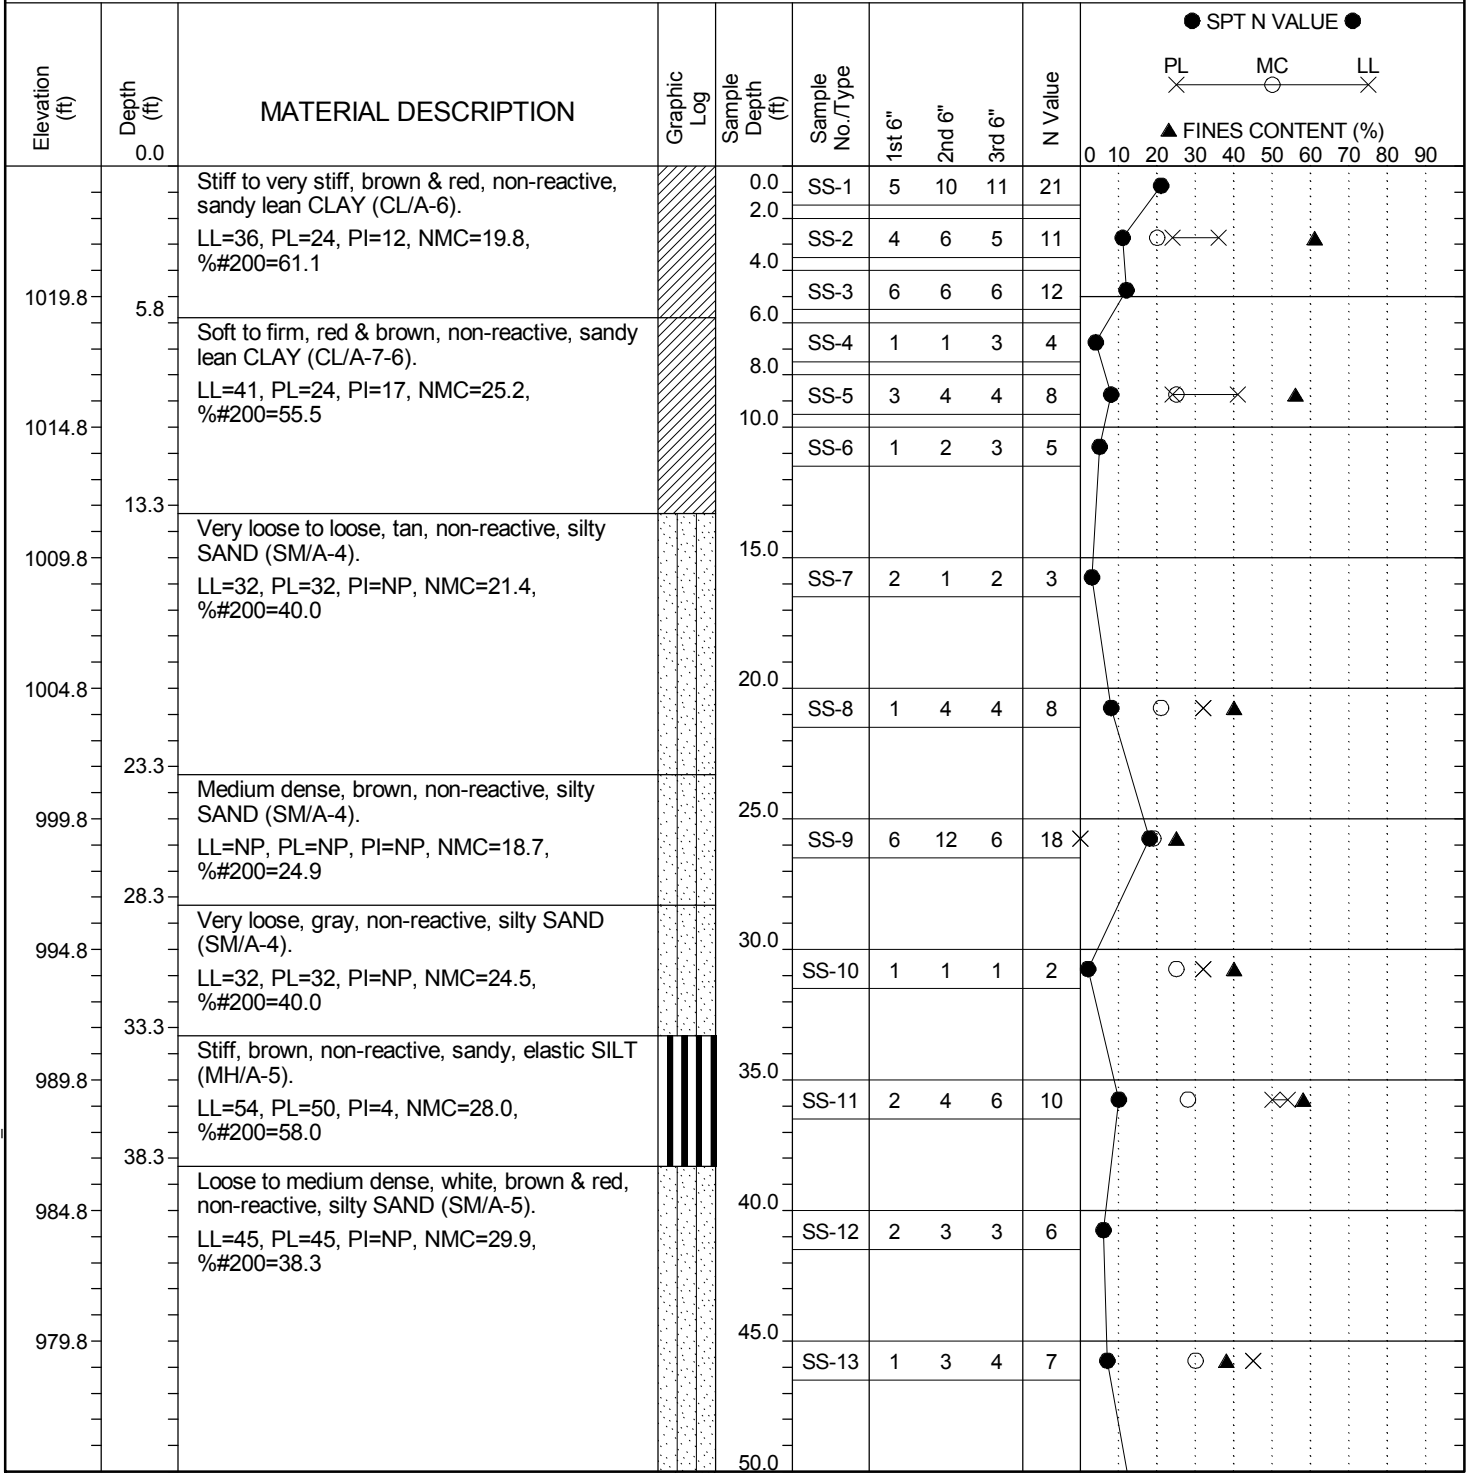 ● SPT N VALUE ●
PL MC LL
▲ FINES CONTENT (%)
Elevation (ft)
Depth (ft)
0.0
MATERIAL DESCRIPTION
Graphic Log
Sample Depth (ft)
Sample No./Type
1st 6"
2nd 6"
3rd 6"
N Value
0 10 20 30 40 50 60 70 80 90
Stiff to very stiff, brown & red, non-reactive,
sandy lean CLAY (CL/A-6).
LL=36, PL=24, PI=12, NMC=19.8,
%#200=61.1
0.0 SS-1 5 10 11 21
2.0
SS-2 4 6 5 11
4.0
1019.8 SS-3 6 6 6 12
5.8
6.0
Soft to firm, red & brown, non-reactive, sandy
lean CLAY (CL/A-7-6).
LL=41, PL=24, PI=17, NMC=25.2,
%#200=55.5
SS-4 1 1 3 4
8.0
SS-5 3 4 4 8
10.0
1014.8
SS-6 1 2 3 5
13.3
Very loose to loose, tan, non-reactive, silty
SAND (SM/A-4).
LL=32, PL=32, PI=NP, NMC=21.4,
%#200=40.0
15.0
1009.8
SS-7 2 1 2 3
20.0
1004.8
SS-8 1 4 4 8
23.3
Medium dense, brown, non-reactive, silty
SAND (SM/A-4).
LL=NP, PL=NP, PI=NP, NMC=18.7,
%#200=24.9
25.0
999.8
SS-9 6 12 6 18
28.3
Very loose, gray, non-reactive, silty SAND
(SM/A-4).
LL=32, PL=32, PI=NP, NMC=24.5,
%#200=40.0
30.0
994.8
SS-10 1 1 1 2
33.3
Stiff, brown, non-reactive, sandy, elastic SILT
(MH/A-5).
LL=54, PL=50, PI=4, NMC=28.0,
%#200=58.0
35.0
989.8
SS-11 2 4 6 10
38.3
Loose to medium dense, white, brown & red,
non-reactive, silty SAND (SM/A-5).
LL=45, PL=45, PI=NP, NMC=29.9,
%#200=38.3
40.0
984.8
SS-12 2 3 3 6
45.0
979.8
SS-13 1 3 4 7
50.0